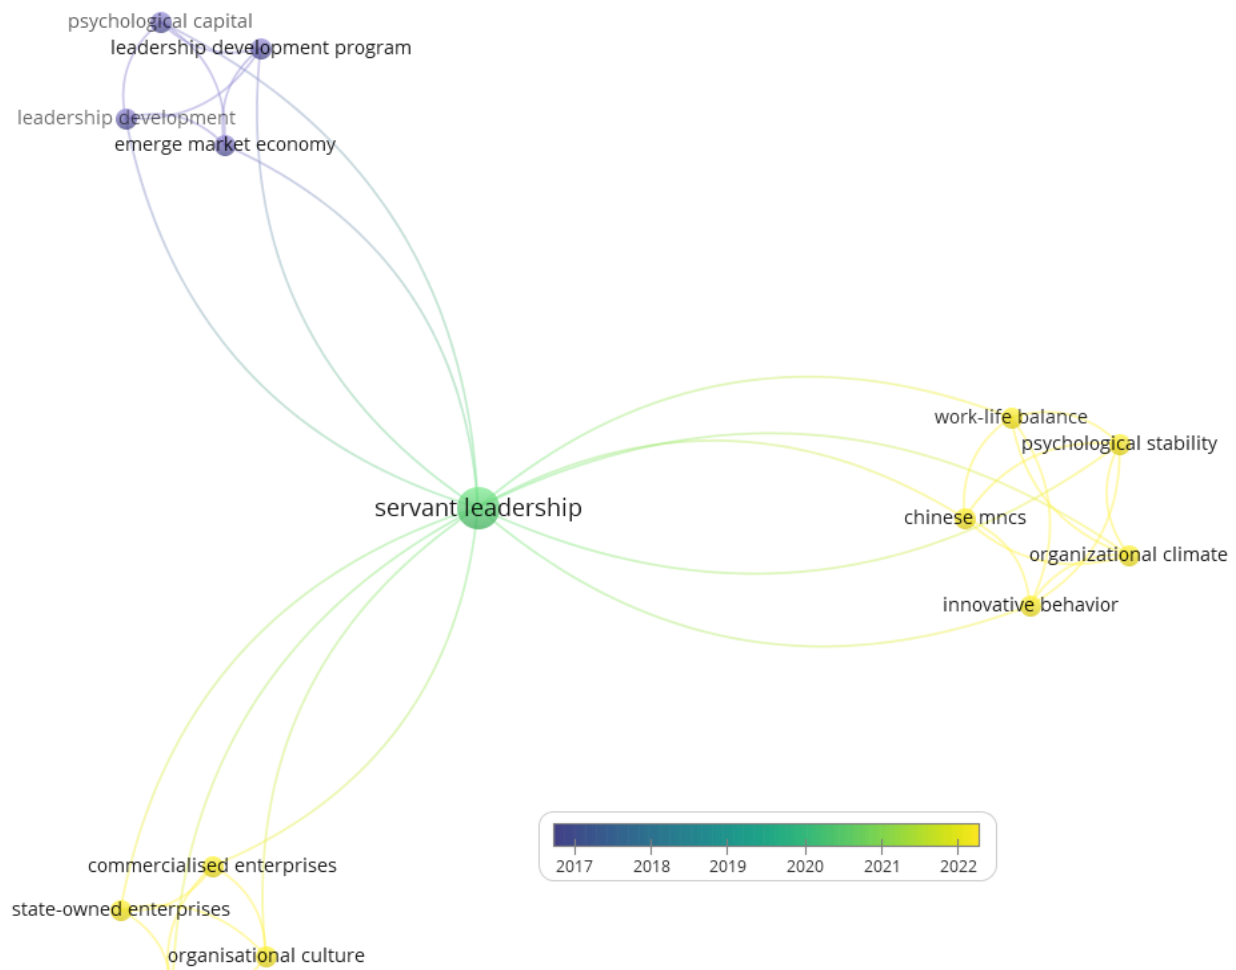 psychological capital
leadership development program
leadership development
emerge market economy
work-life balance
psychological stability
servant leadership
chinese mncs
organizational climate
innovative behavior
commercialised enterprises
state-owned enterprises
organisational culture
2017 2018 2019 2020 2021 2022